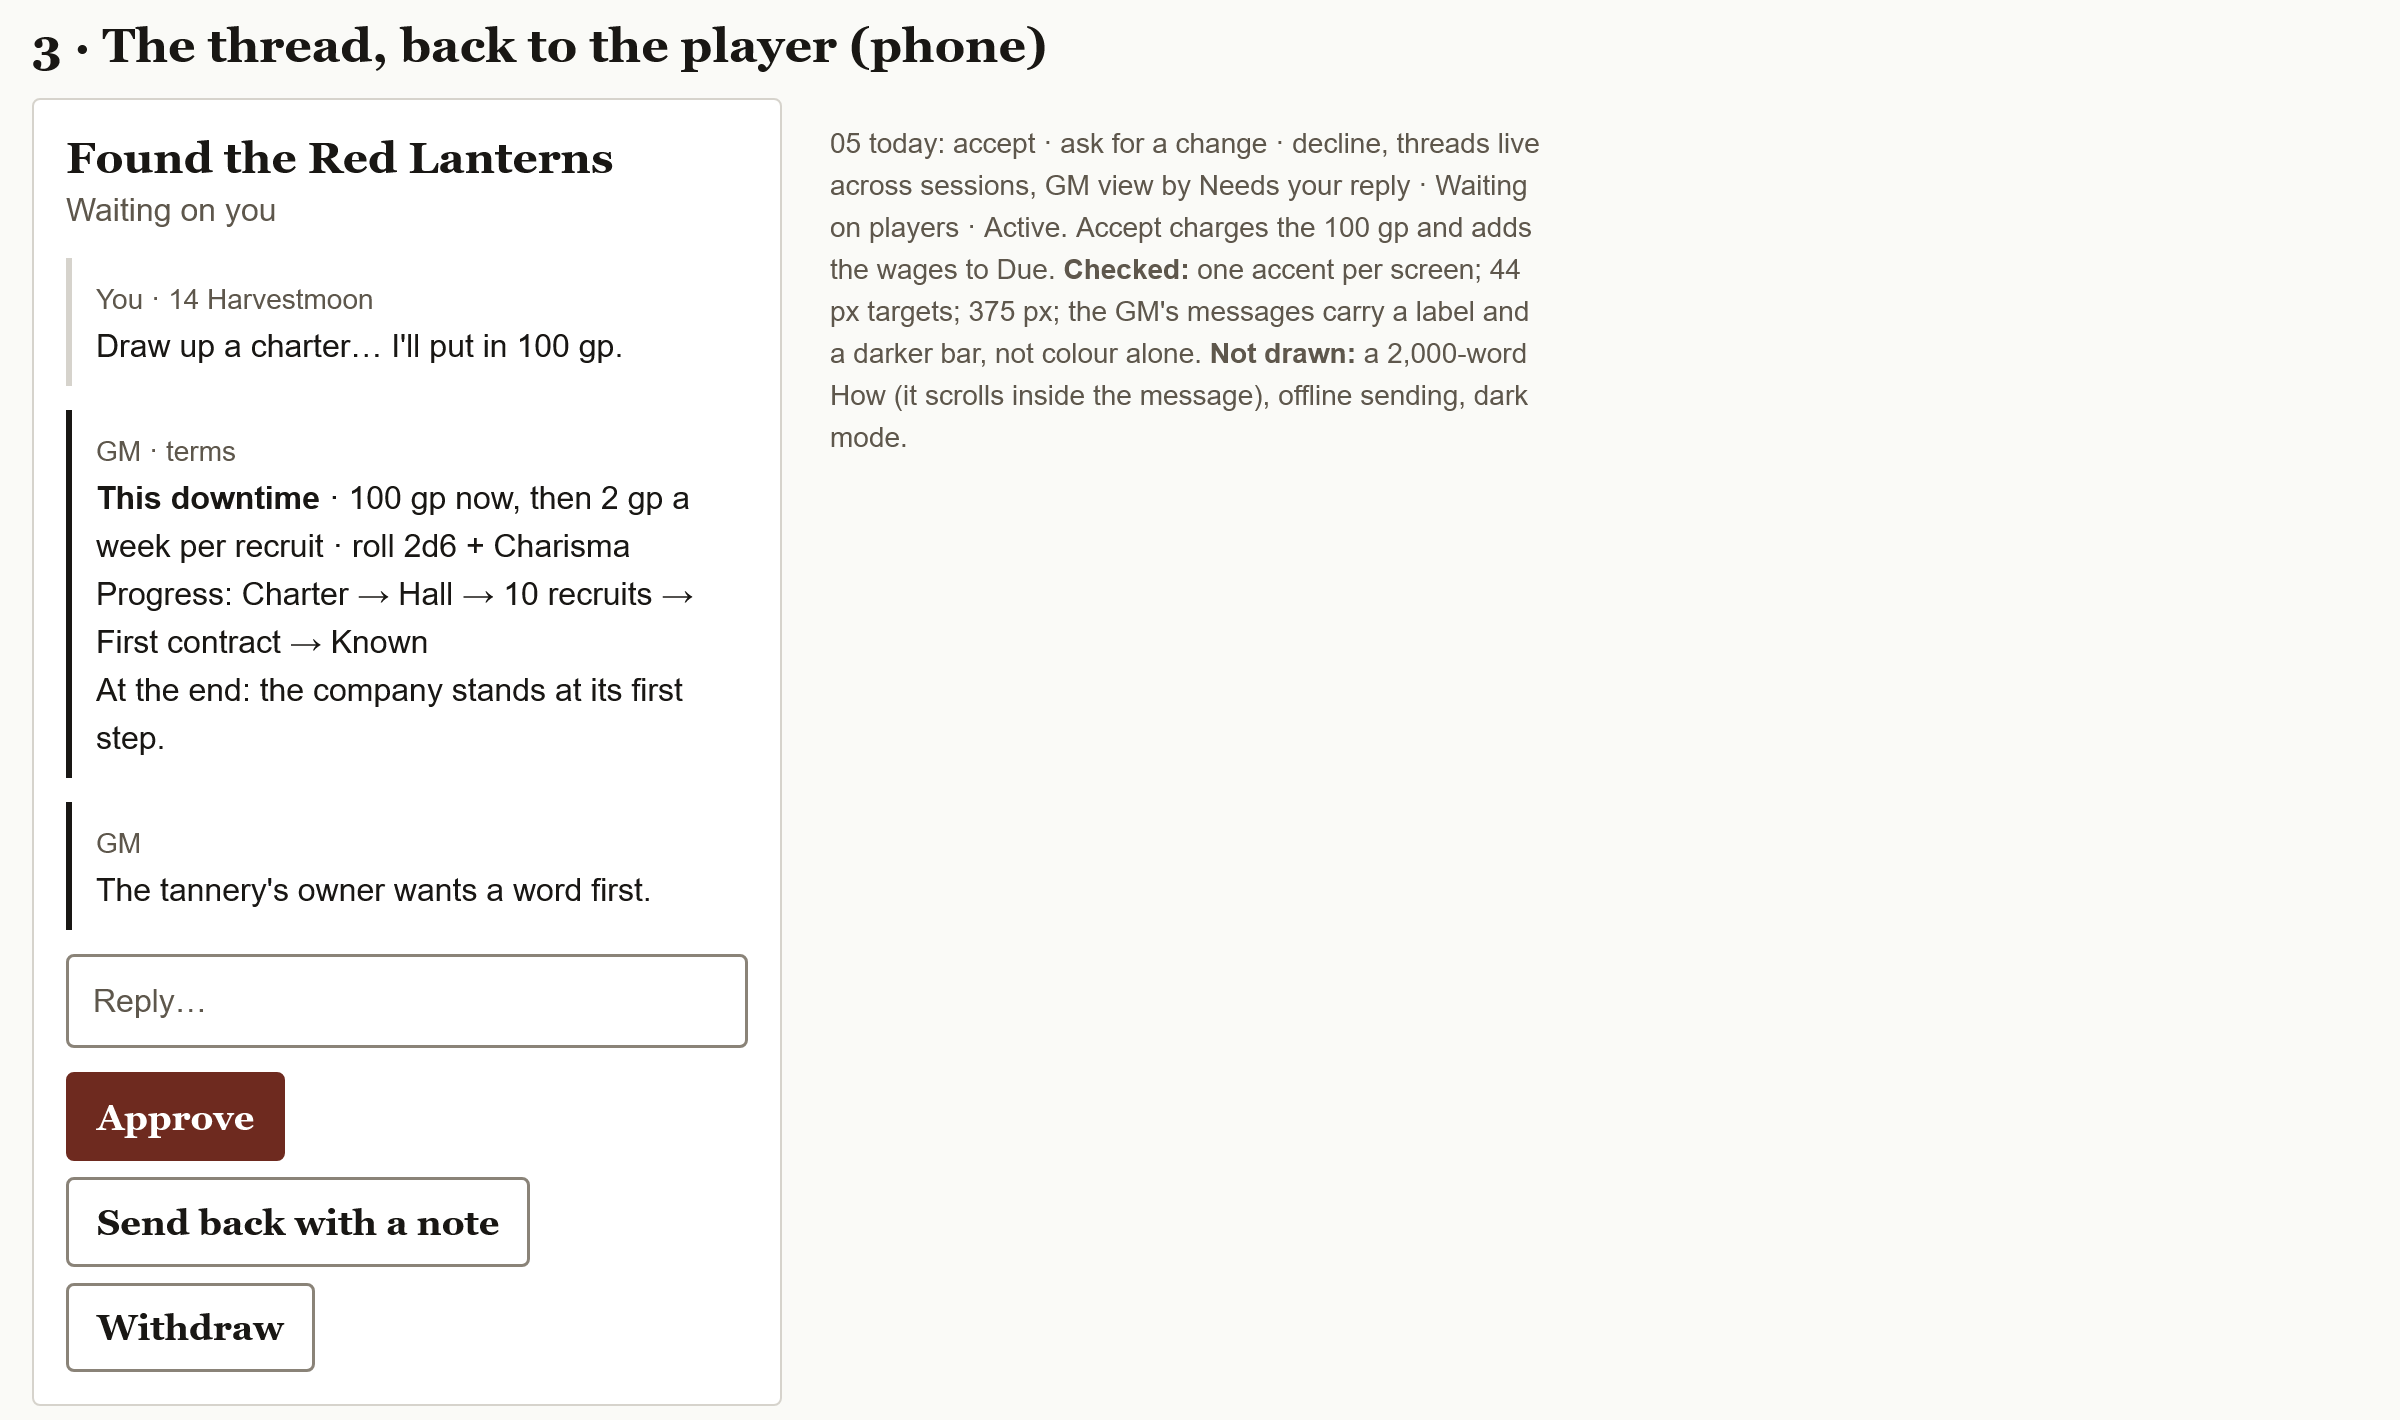 3 · The thread, back to the player (phone)
Found the Red Lanterns
Waiting on you
You · 14 Harvestmoon
Draw up a charter… I'll put in 100 gp.
GM · terms
This downtime · 100 gp now, then 2 gp a
week per recruit · roll 2d6 + Charisma
Progress: Charter → Hall → 10 recruits →
First contract → Known
At the end: the company stands at its first
step.
GM
The tannery's owner wants a word first.
Reply…
Approve
Send back with a note
Withdraw
05 today: accept · ask for a change · decline, threads live
across sessions, GM view by Needs your reply · Waiting
on players · Active. Accept charges the 100 gp and adds
the wages to Due. Checked: one accent per screen; 44
px targets; 375 px; the GM's messages carry a label and
a darker bar, not colour alone. Not drawn: a 2,000-word
How (it scrolls inside the message), offline sending, dark
mode.